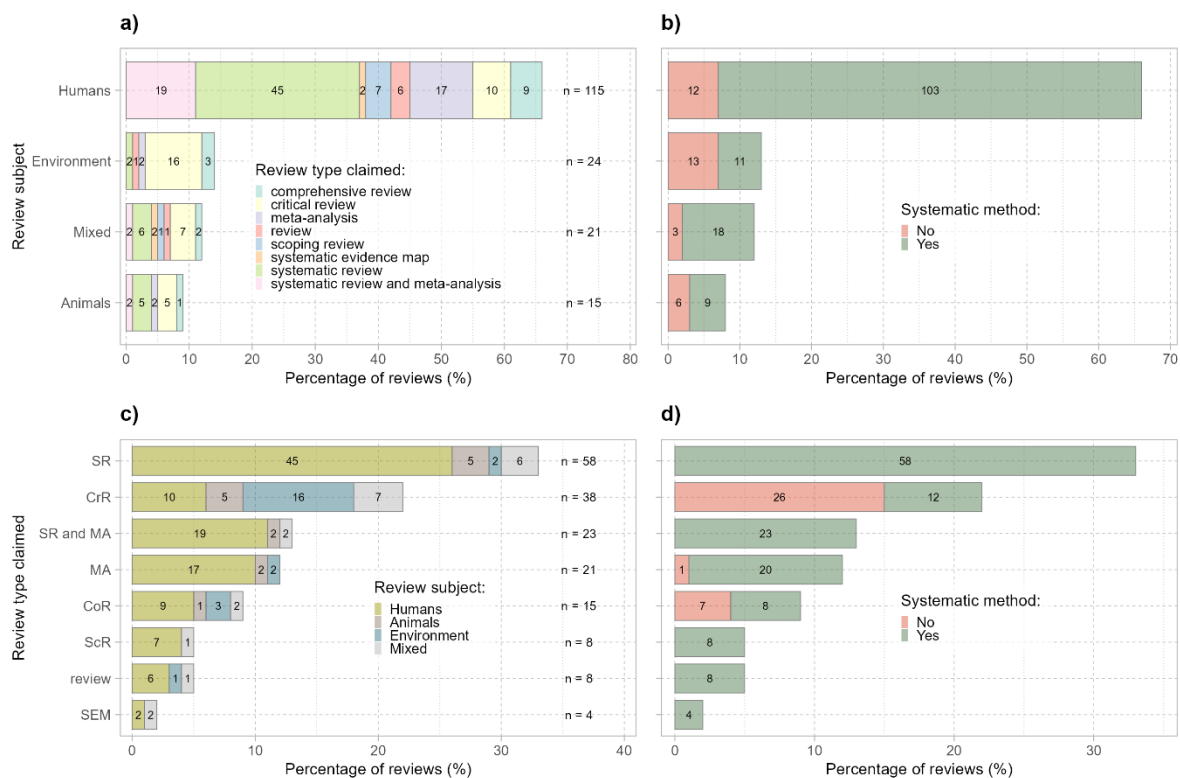 a)
Review subject
Humans
19
45
2
7
6
17
10
9
n = 115
Environment
2
1
2
16
3
n = 24
Mixed
2
6
2
1
1
7
2
n = 21
Animals
2
5
2
5
1
n = 15
Review type claimed:
comprehensive review
critical review
meta-analysis
review
scoping review
systematic evidence map
systematic review
systematic review and meta-analysis
0 10 20 30 40 50 60 70 80
Percentage of reviews (%)
b)
12
103
13
11
3
18
6
9
Systematic method:
No
Yes
0 10 20 30 40 50 60 70
Percentage of reviews (%)
c)
Review type claimed
SR
45
5
2
6
n = 58
CrR
10
5
16
7
n = 38
SR and MA
19
2
2
n = 23
MA
17
2
2
n = 21
CoR
9
1
3
2
n = 15
ScR
7
1
n = 8
review
6
1
1
n = 8
SEM
2
2
n = 4
Review subject:
Humans
Animals
Environment
Mixed
0 10 20 30 40
Percentage of reviews (%)
d)
58
26
12
23
1
20
7
8
8
8
4
Systematic method:
No
Yes
0 10 20 30
Percentage of reviews (%)